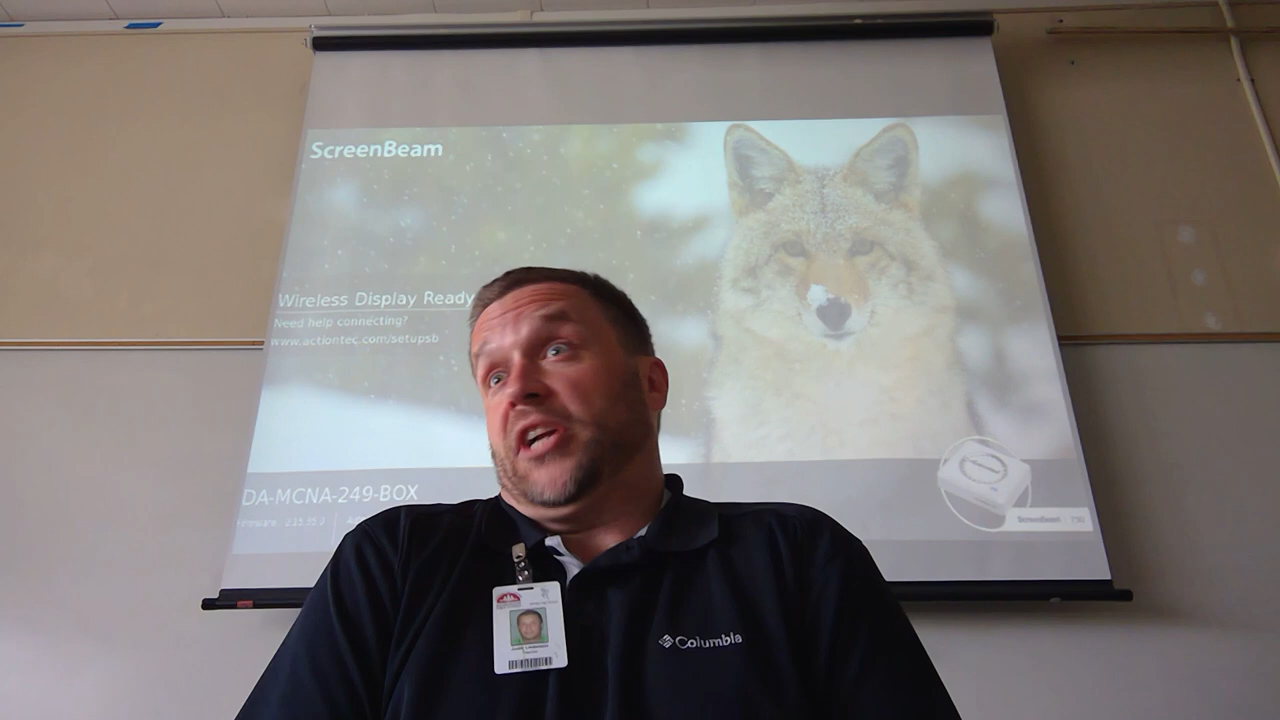 ScreenBeam
Wireless Display Ready
Need help connecting?
www.actiontec.com/setupsb
DA-MCNA-249-BOX
ScreenBeam
Columbia